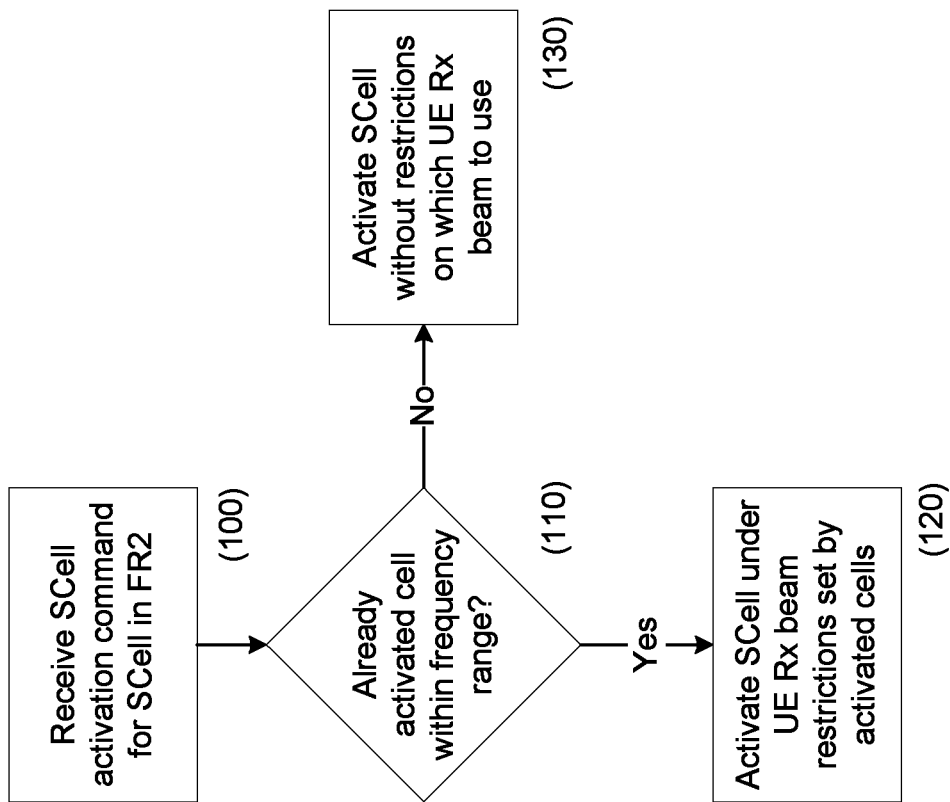 Receive SCell
activation command
for SCell in FR2
(100)
Already
activated cell
within frequency
range?
(110)
No
Activate SCell
without restrictions
on which UE Rx
beam to use
(130)
Yes
Activate SCell under
UE Rx beam
restrictions set by
activated cells
(120)